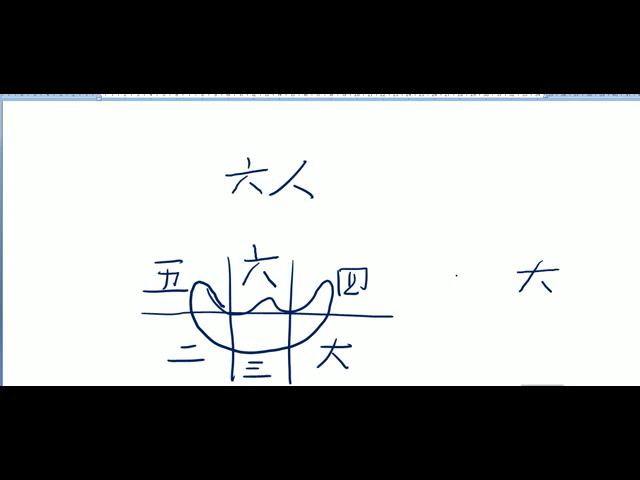 六人
五 六 四
大
二 三 大